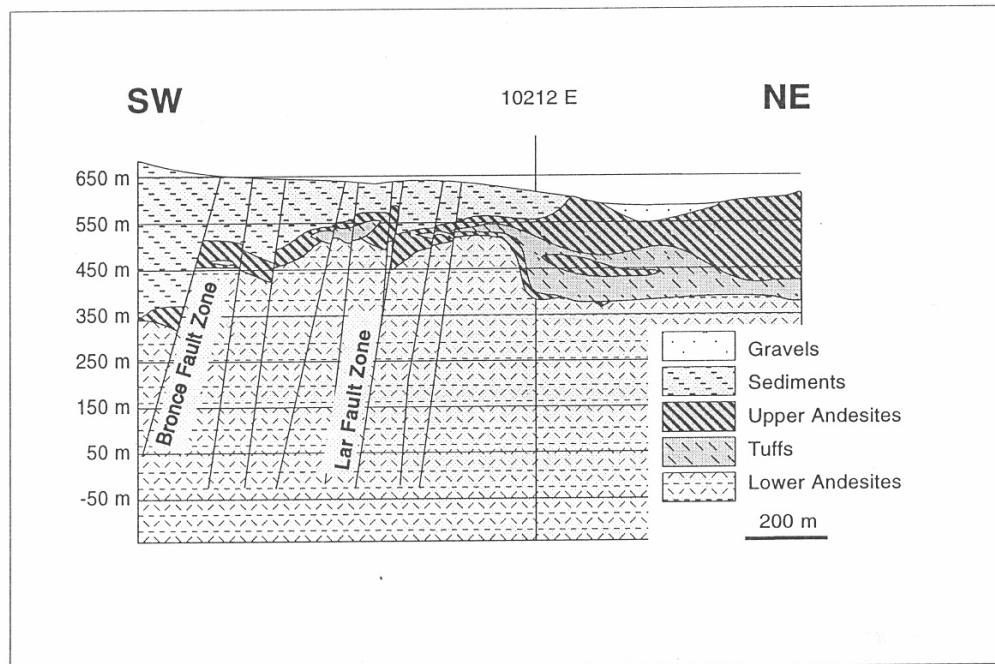 SW
10212 E
NE
650 m
550 m
450 m
350 m
250 m
150 m
50 m
-50 m
Bronce Fault Zone
Lar Fault Zone
Gravels
Sediments
Upper Andesites
Tuffs
Lower Andesites
200 m